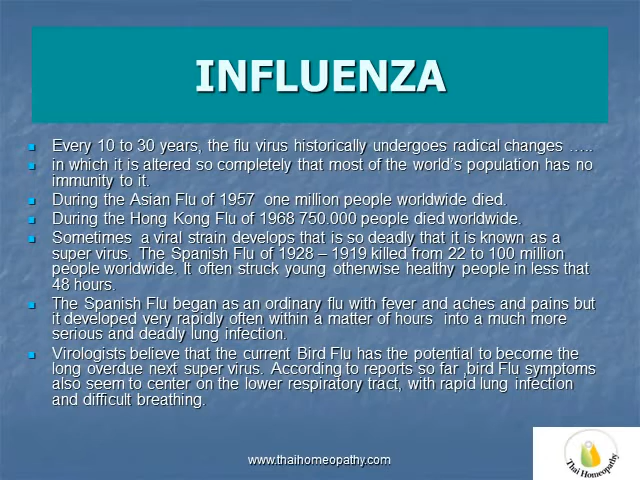 INFLUENZA
Every 10 to 30 years, the flu virus historically undergoes radical changes …..
in which it is altered so completely that most of the world's population has no
immunity to it.
During the Asian Flu of 1957 one million people worldwide died.
During the Hong Kong Flu of 1968 750.000 people died worldwide.
Sometimes a viral strain develops that is so deadly that it is known as a
super virus. The Spanish Flu of 1928 – 1919 killed from 22 to 100 million
people worldwide. It often struck young otherwise healthy people in less that
48 hours.
The Spanish Flu began as an ordinary flu with fever and aches and pains but
it developed very rapidly often within a matter of hours into a much more
serious and deadly lung infection.
Virologists believe that the current Bird Flu has the potential to become the
long overdue next super virus. According to reports so far ,bird Flu symptoms
also seem to center on the lower respiratory tract, with rapid lung infection
and difficult breathing.
www.thaihomeopathy.com
Thai Homeopathy